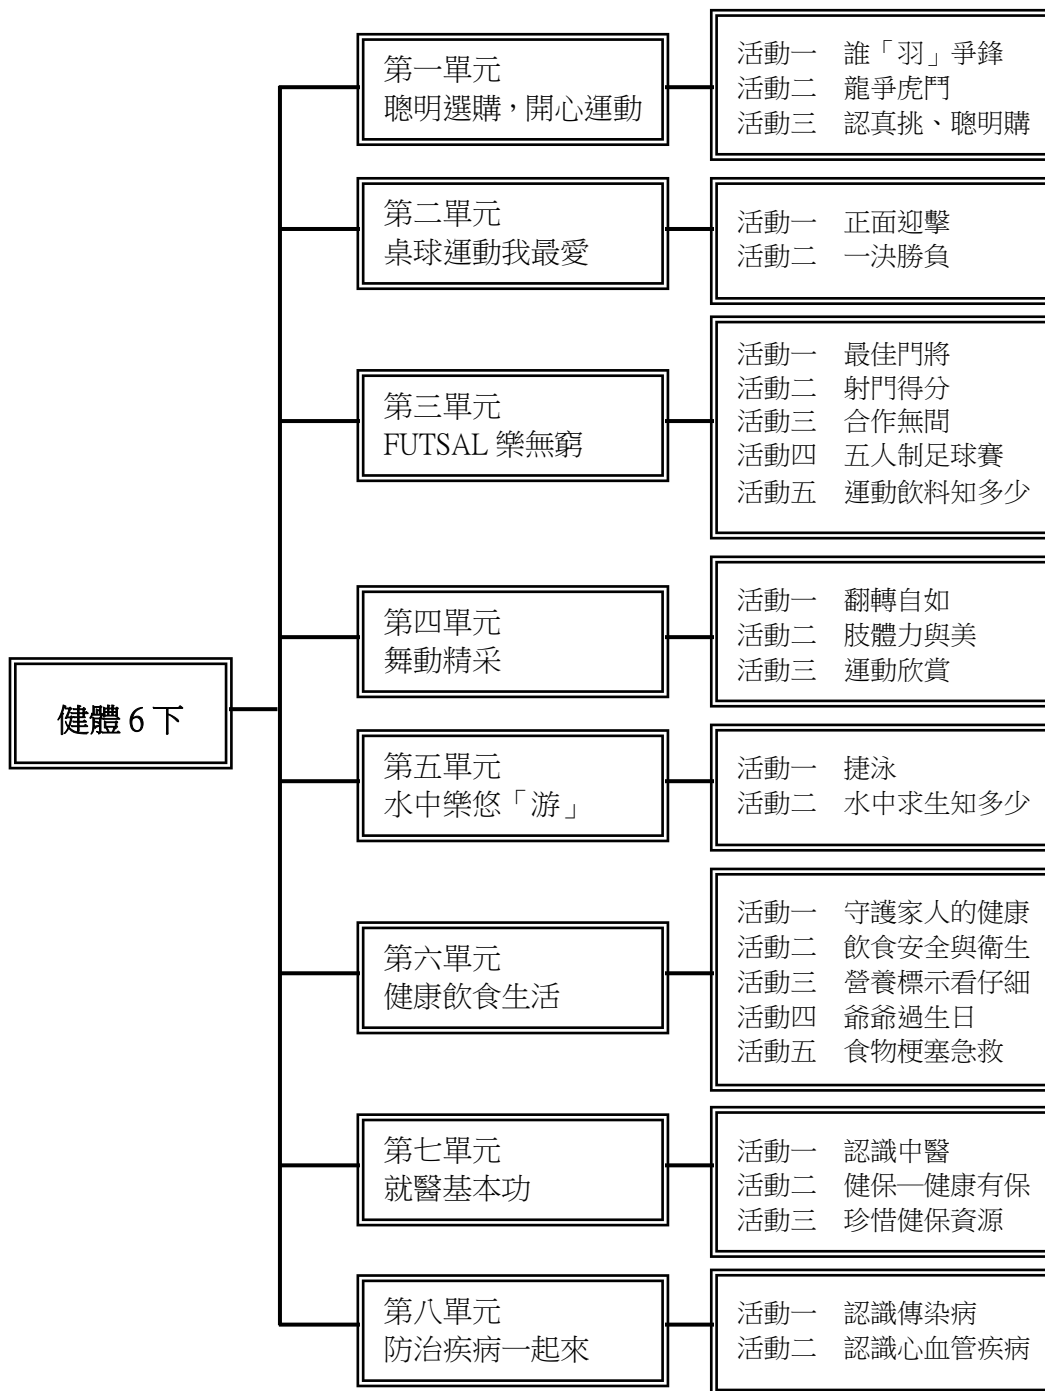 健體 6 下
第一單元
聰明選購，開心運動
活動一　誰「羽」爭鋒
活動二　龍爭虎鬥
活動三　認真挑、聰明購
第二單元
桌球運動我最愛
活動一　正面迎擊
活動二　一決勝負
第三單元
FUTSAL 樂無窮
活動一　最佳門將
活動二　射門得分
活動三　合作無間
活動四　五人制足球賽
活動五　運動飲料知多少
第四單元
舞動精采
活動一　翻轉自如
活動二　肢體力與美
活動三　運動欣賞
第五單元
水中樂悠「游」
活動一　捷泳
活動二　水中求生知多少
第六單元
健康飲食生活
活動一　守護家人的健康
活動二　飲食安全與衛生
活動三　營養標示看仔細
活動四　爺爺過生日
活動五　食物梗塞急救
第七單元
就醫基本功
活動一　認識中醫
活動二　健保─健康有保
活動三　珍惜健保資源
第八單元
防治疾病一起來
活動一　認識傳染病
活動二　認識心血管疾病